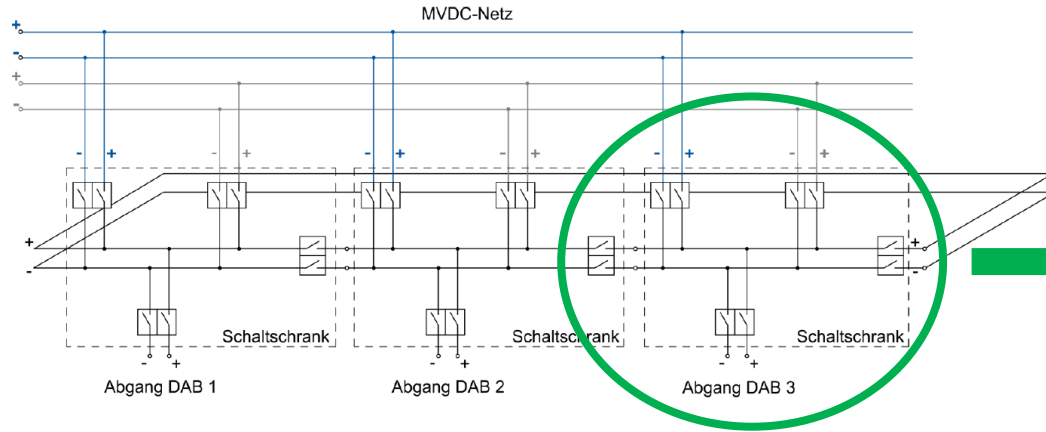 MVDC-Netz
+
-
+
-
- + - + - + - + - + - +
+ +
- -
Schaltschrank Schaltschrank Schaltschrank
- + - + - +
Abgang DAB 1 Abgang DAB 2 Abgang DAB 3